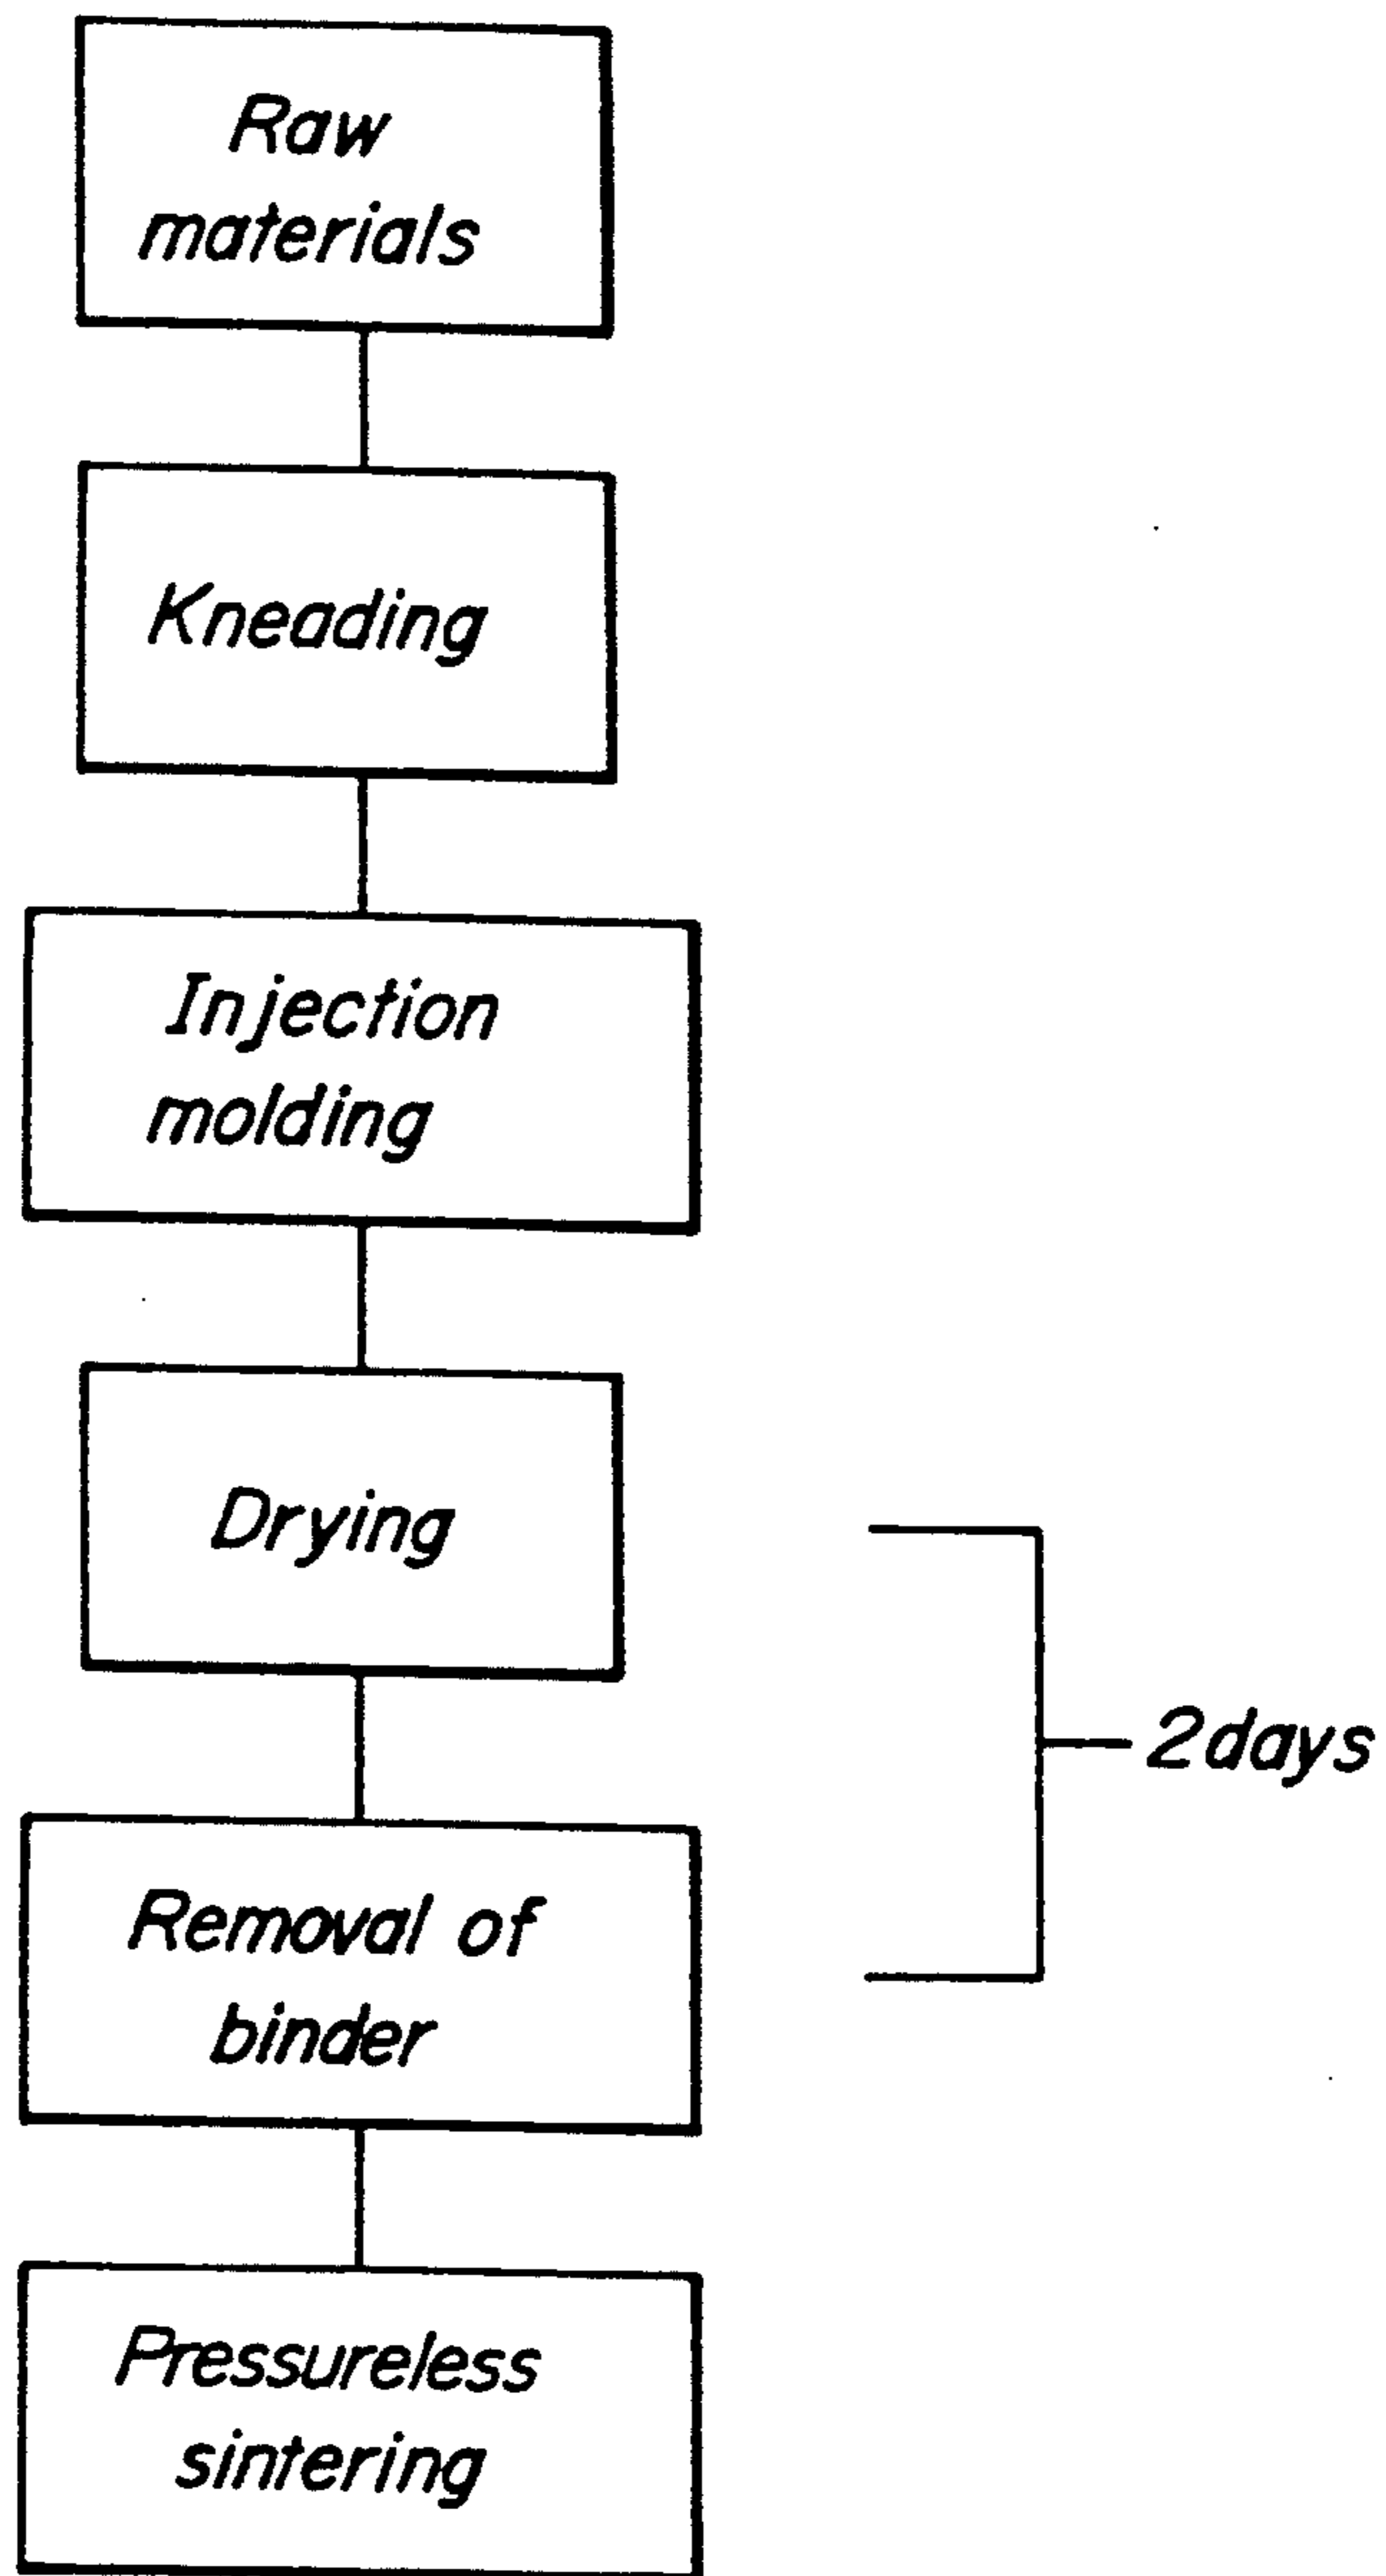 Raw
materials
Kneading
Injection
molding
Drying
2days
Removal of
binder
Pressureless
sintering